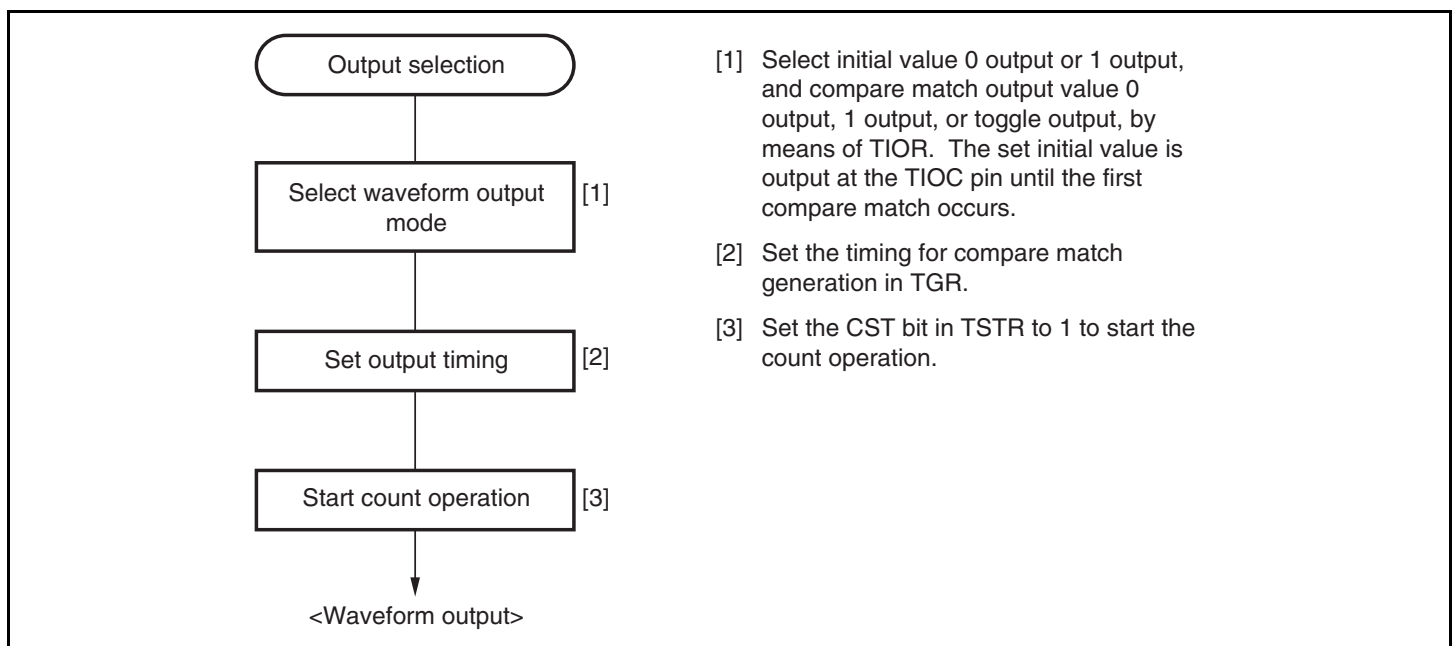 Output selection
Select waveform output
mode
[1]
Set output timing
[2]
Start count operation
[3]
<Waveform output>
[1] Select initial value 0 output or 1 output,
and compare match output value 0
output, 1 output, or toggle output, by
means of TIOR. The set initial value is
output at the TIOC pin until the first
compare match occurs.
[2] Set the timing for compare match
generation in TGR.
[3] Set the CST bit in TSTR to 1 to start the
count operation.